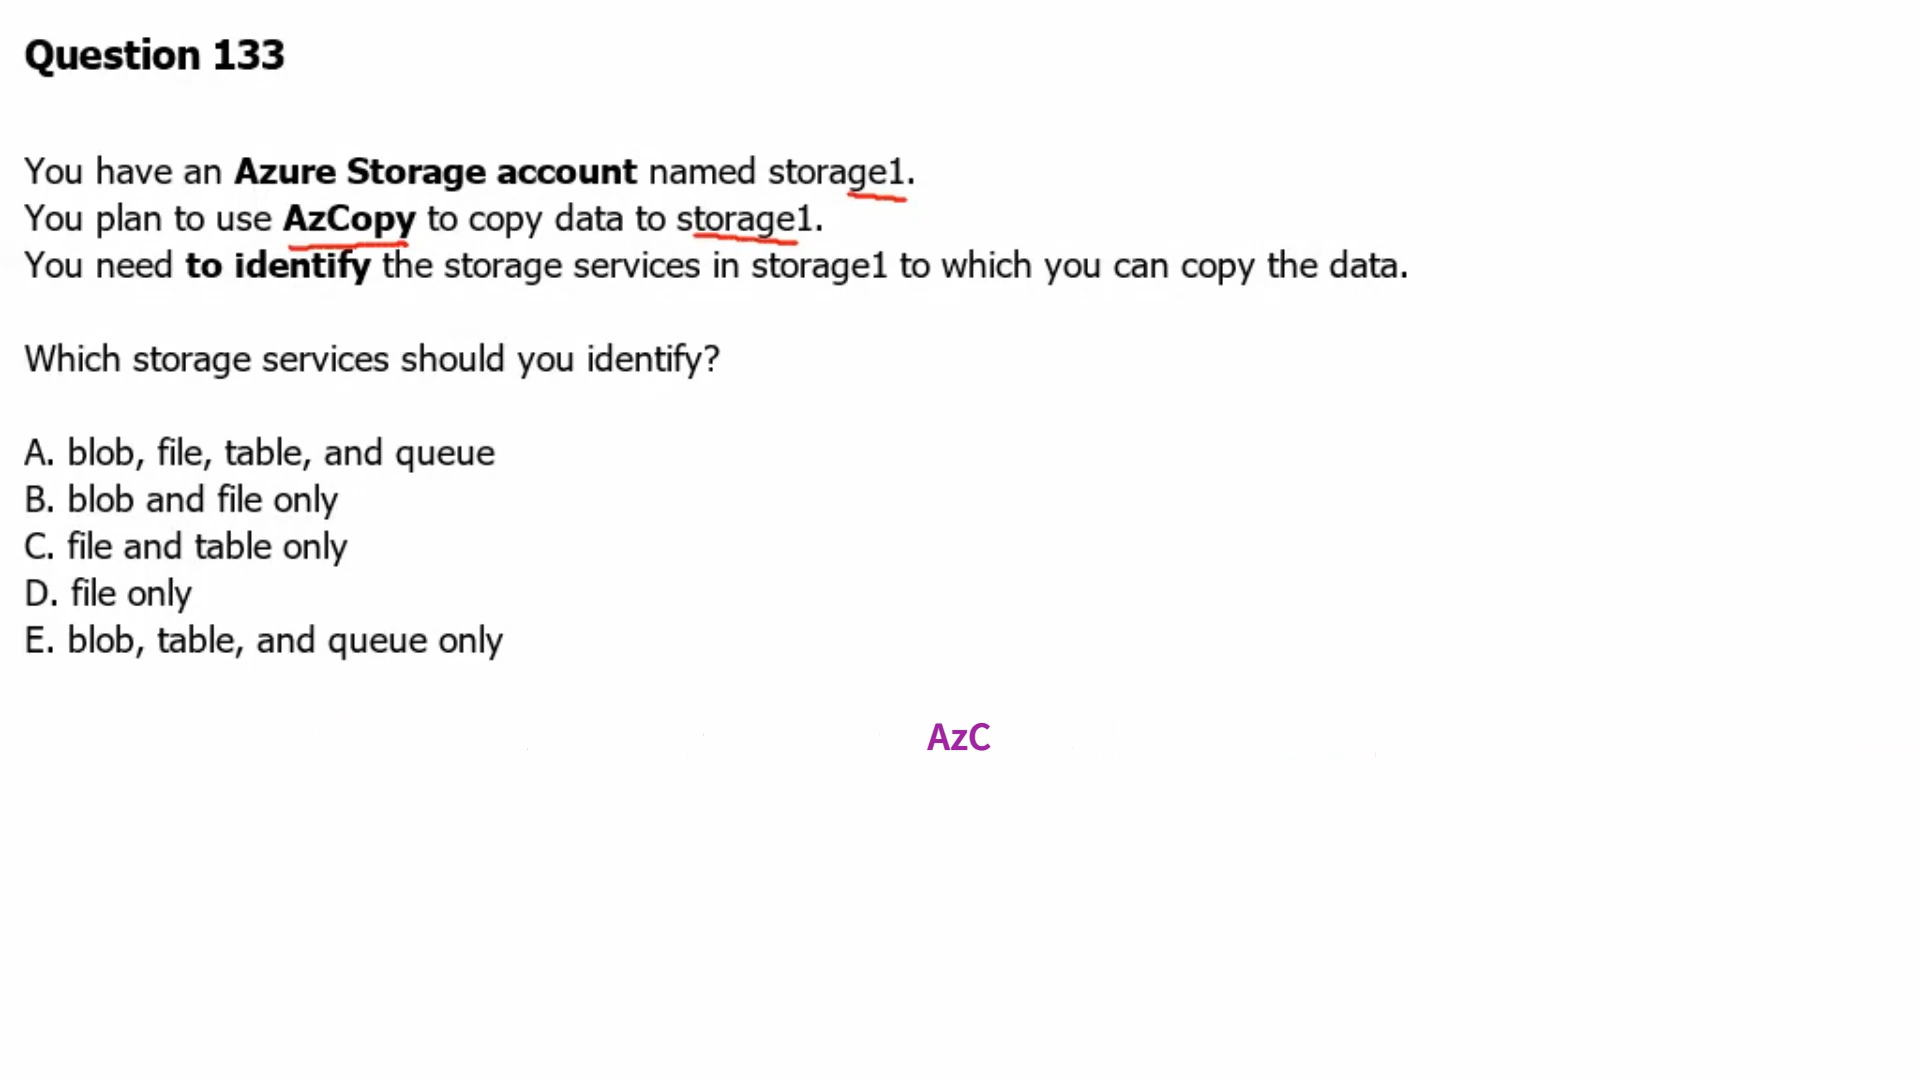 Question 133
You have an Azure Storage account named storage1.
You plan to use AzCopy to copy data to storage1.
You need to identify the storage services in storage1 to which you can copy the data.
Which storage services should you identify?
A. blob, file, table, and queue
B. blob and file only
C. file and table only
D. file only
E. blob, table, and queue only
AzC